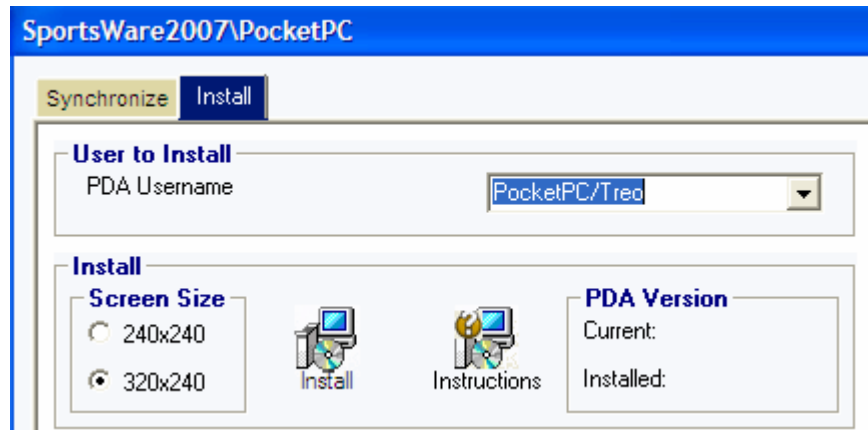 SportsWare2007\PocketPC
Synchronize Install
User to Install
PDA Username PocketPC/Treo
Install
Screen Size
240x240
320x240
Install
Instructions
PDA Version
Current:
Installed: